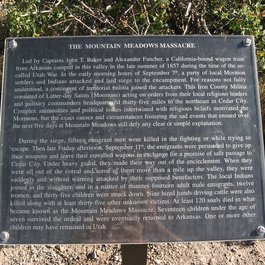 THE MOUNTAIN MEADOWS MASSACRE
Led by Captains John T. Baker and Alexander Fancher, a California-bound wagon train
from Arkansas camped in this valley in the late summer of 1857 during the time of the so-
called Utah War. In the early morning hours of September 7th, a party of local Mormon
settlers and Indians attacked and laid siege to the encampment. For reasons not fully
understood, a contingent of territorial militia joined the attackers. This Iron County Militia
consisted of Latter-day Saints (Mormons) acting on orders from their local religious leaders
and military commanders headquartered thirty-five miles to the northeast in Cedar City.
Complex animosities and political issues intertwined with religious beliefs motivated the
Mormons, but the exact causes and circumstances fostering the sad events that ensued over
the next five days at Mountain Meadows still defy any clear or simple explanation.
During the siege, fifteen emigrant men were killed in the fighting or while trying to
escape. Then late Friday afternoon, September 11th, the emigrants were persuaded to give up
their weapons and leave their corralled wagons in exchange for a promise of safe passage to
Cedar City. Under heavy guard, they made their way out of the encirclement. When they
were all out of the corral and some of them more than a mile up the valley, they were
suddenly and without warning attacked by their supposed benefactors. The local Indians
joined in the slaughter, and in a matter of minutes fourteen adult male emigrants, twelve
women, and thirty-five children were struck down. Nine hired hands driving cattle were also
killed along with at least thirty-five other unknown victims. At least 120 souls died in what
became known as the Mountain Meadows Massacre. Seventeen children under the age of
seven survived the ordeal and were eventually returned to Arkansas. One or more other
children may have remained in Utah.